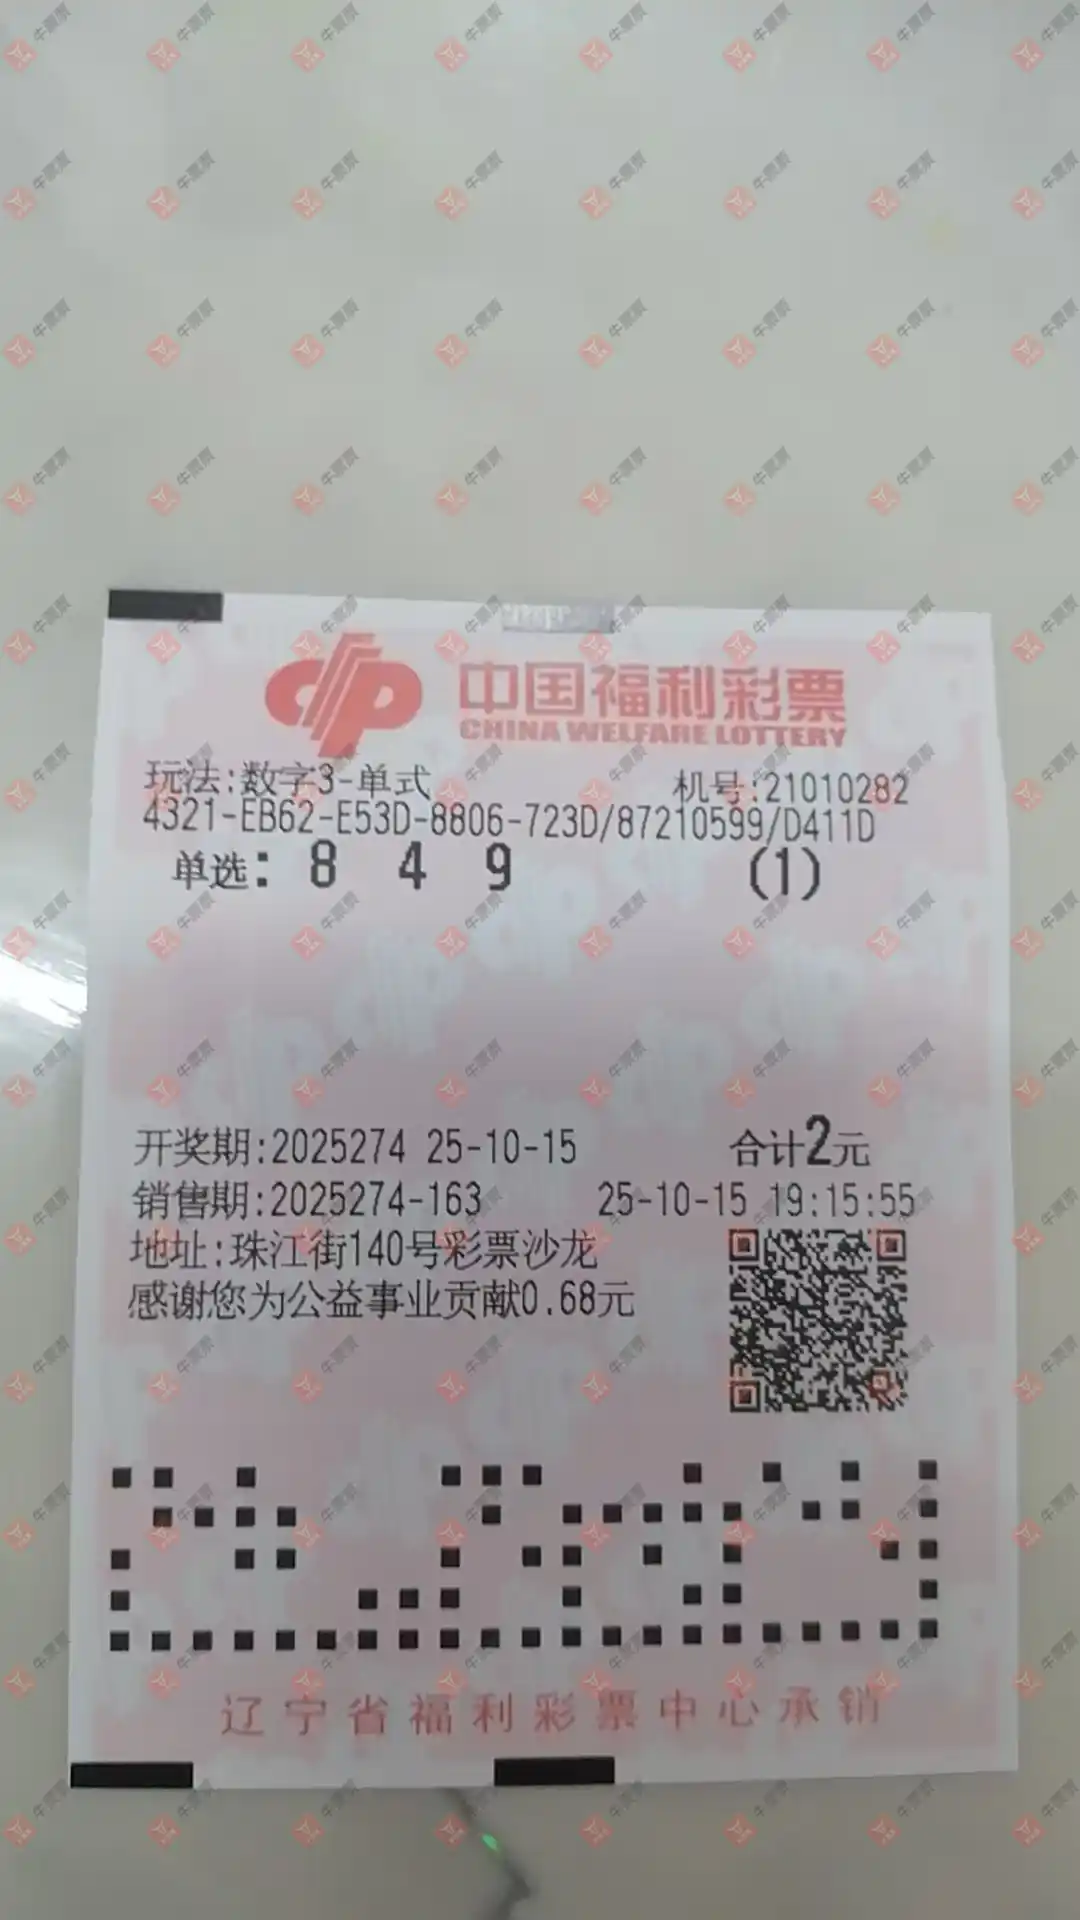 中国福利彩票
CHINA WELFARE LOTTERY
玩法:数字3-单式 机号:21010282
4321-EB62-E53D-8806-723D/87210599/D411D
单选: 8 4 9 (1)
开奖期:2025274 25-10-15 合计2元
销售期:2025274-163 25-10-15 19:15:55
地址:珠江街140号彩票沙龙
感谢您为公益事业贡献0.68元
辽宁省福利彩票中心承销
牛票票